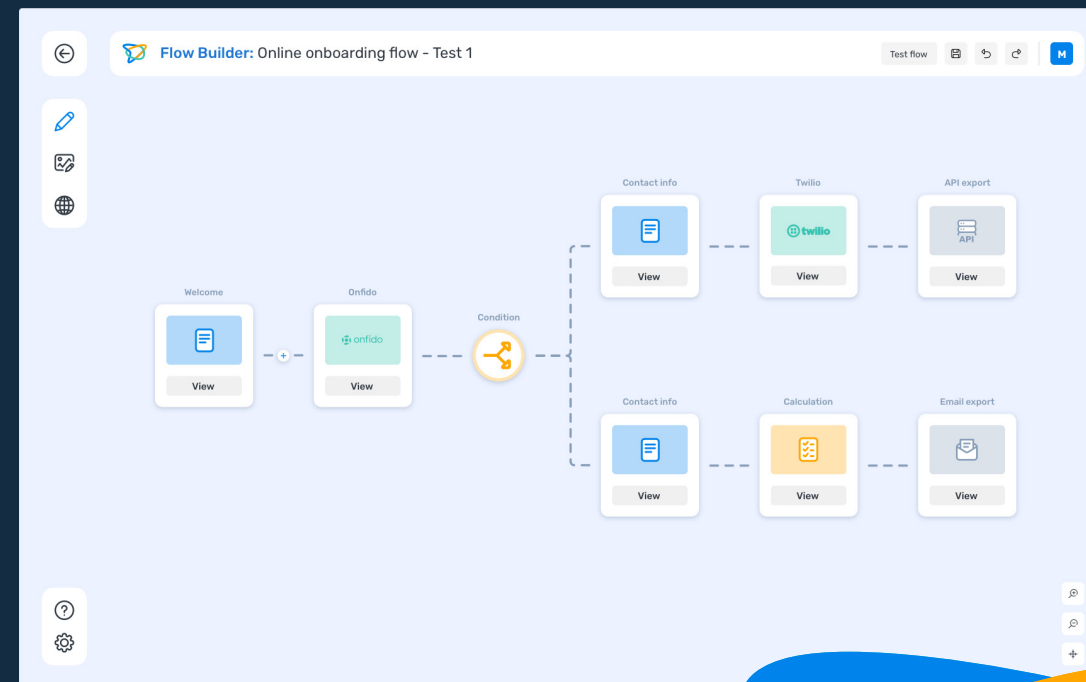 Flow Builder: Online onboarding flow - Test 1
Test flow
M
Contact info
Twilio
API export
twilio
API
View
View
View
Welcome
Onfido
Condition
onfido
View
View
Contact info
Calculation
Email export
View
View
View